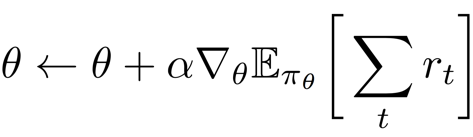 θ ← θ + α∇_θ 𝔼_{π_θ} [ ∑_t r_t ]